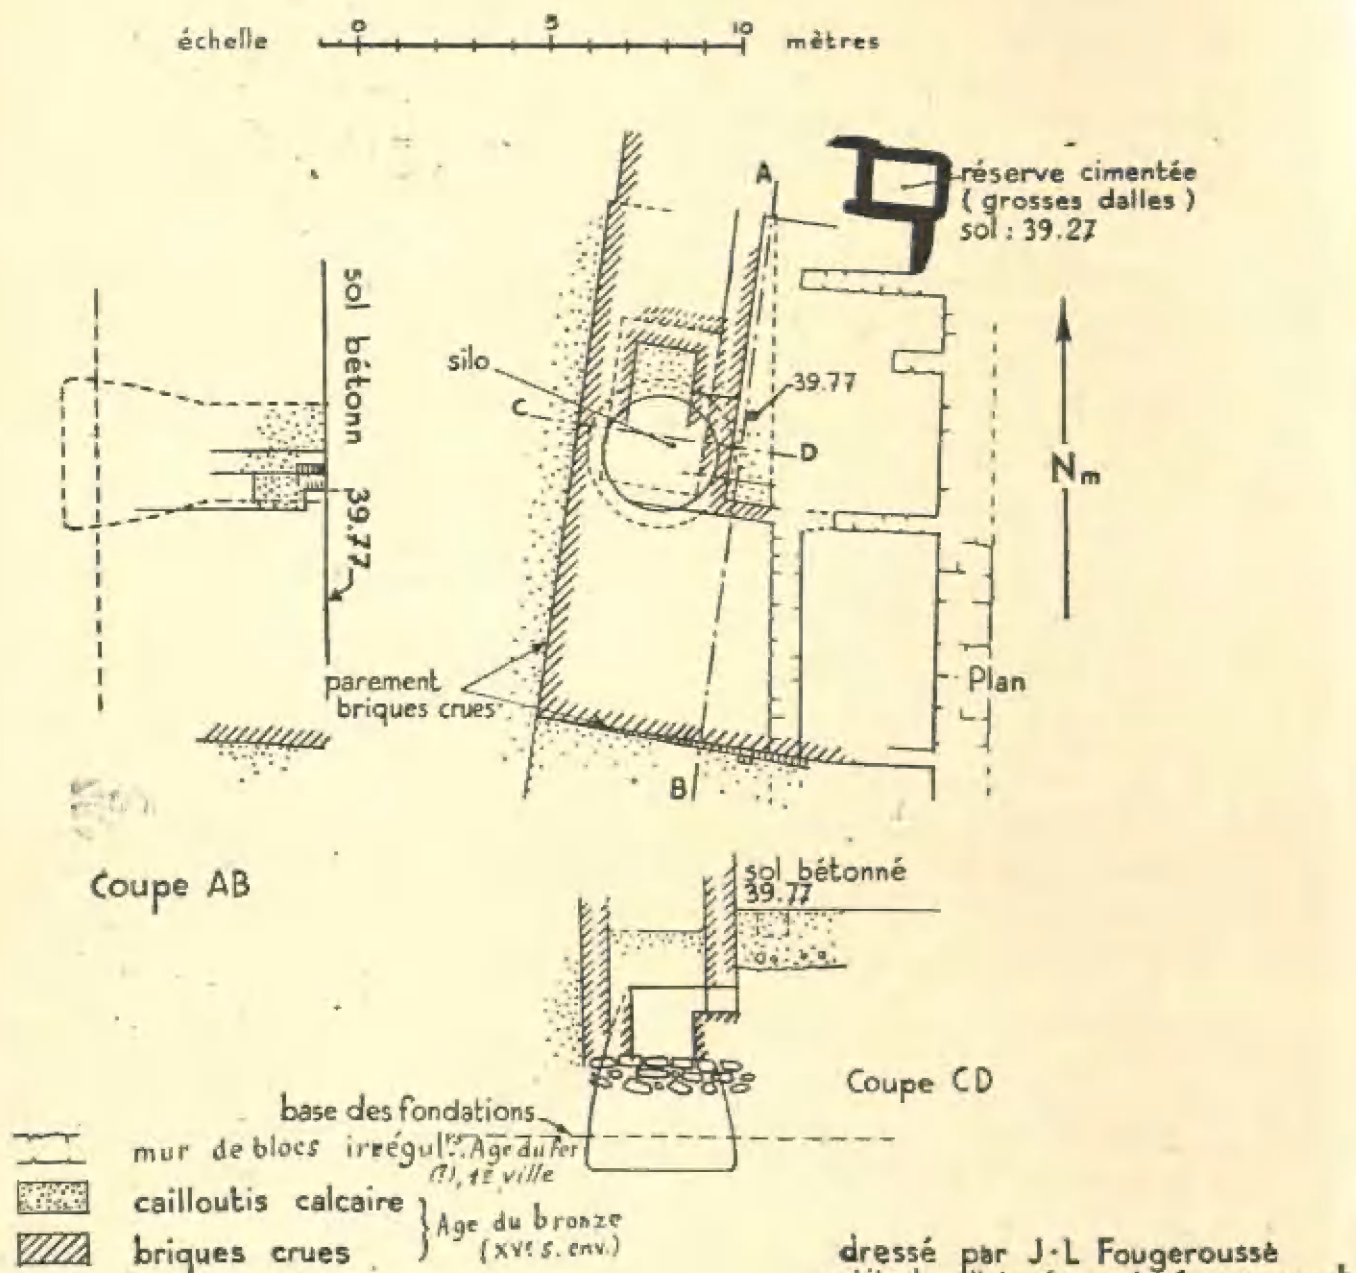 échelle 0 5 10 mètres
A
réserve cimentée
( grosses dalles )
sol : 39.27
sol bétonn 39.77
silo
C
39.77
D
Nm
parement
briques crues
Plan
B
Coupe AB
sol bétonné
39.77
Coupe CD
base des fondations
mur de blocs irrégul.rs. Age du Fer
(?), 1e ville
cailloutis calcaire
Age du bronze
(XVe s. env.)
briques crues
dressé par J-L Fougerousse